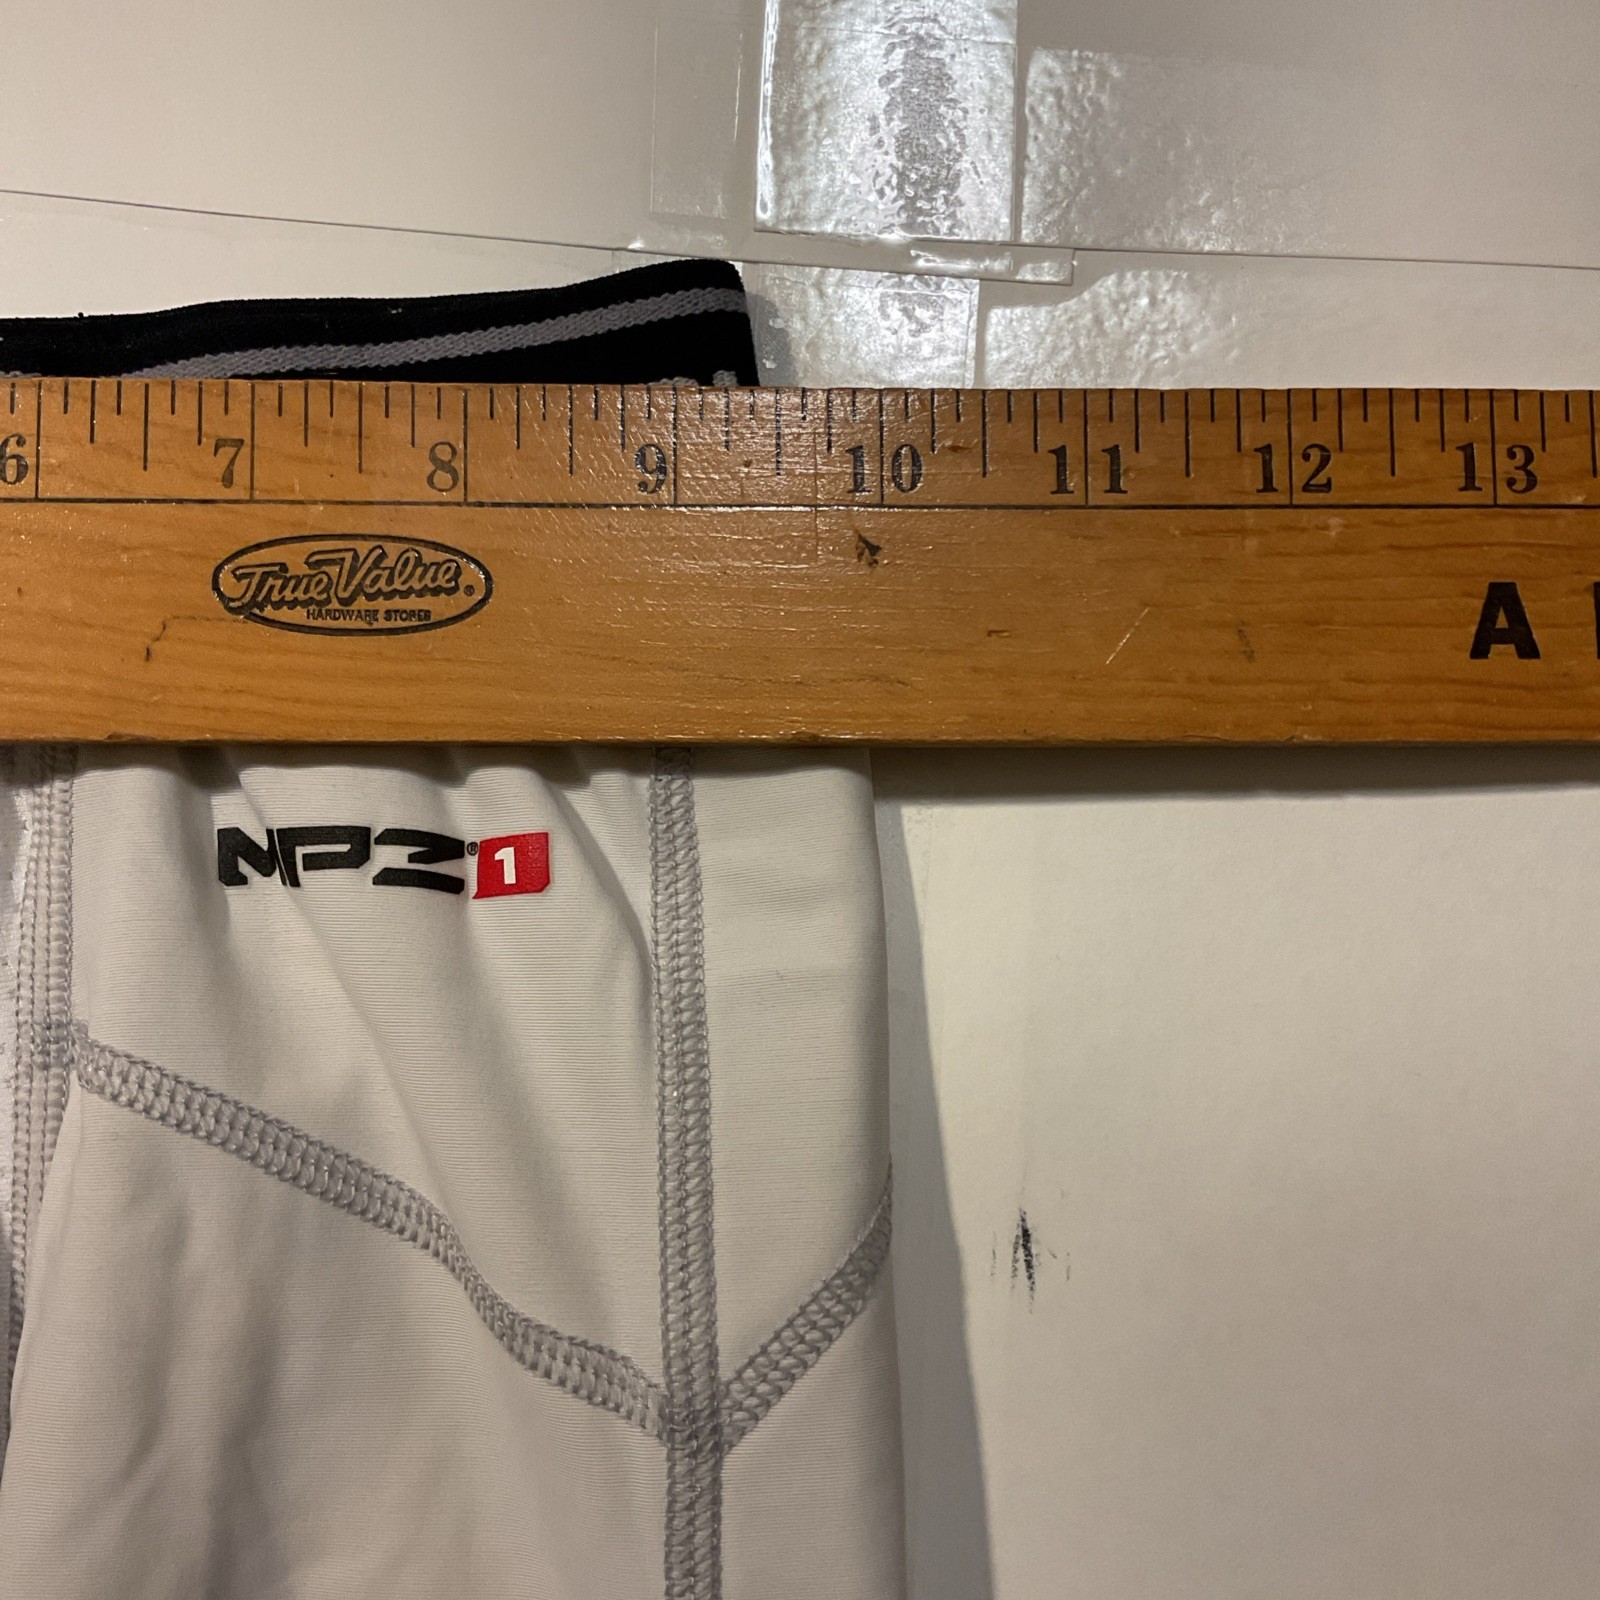 6 7 8 9 10 11 12 13
True Value®
HARDWARE STORES
A
MPZ® 1